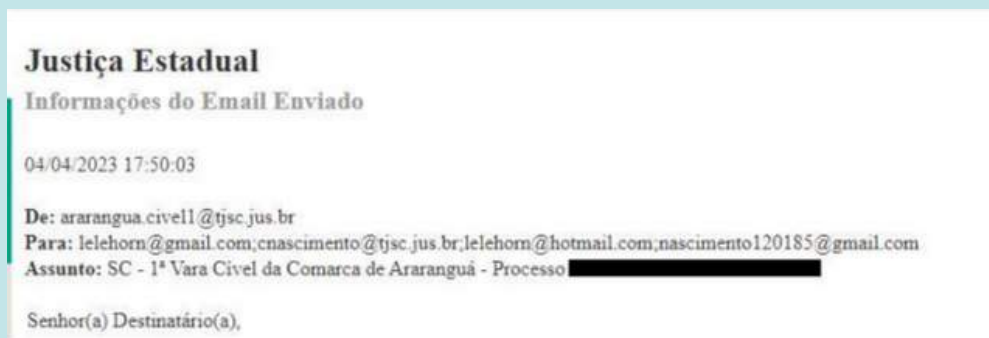 Justiça Estadual
Informações do Email Enviado
04/04/2023 17:50:03
De: ararangua.civel1@tjsc.jus.br
Para: lelehorn@gmail.com;cnascimento@tjsc.jus.br;lelehorn@hotmail.com;nascimento120185@gmail.com
Assunto: SC - 1ª Vara Cível da Comarca de Araranguá - Processo
Senhor(a) Destinatário(a),